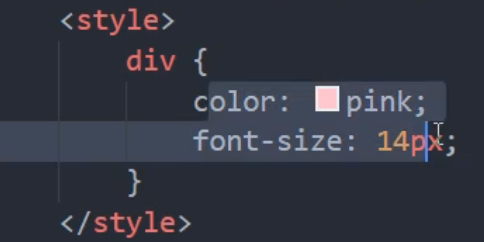 <style>
div {
color: pink;
font-size: 14px;
}
</style>